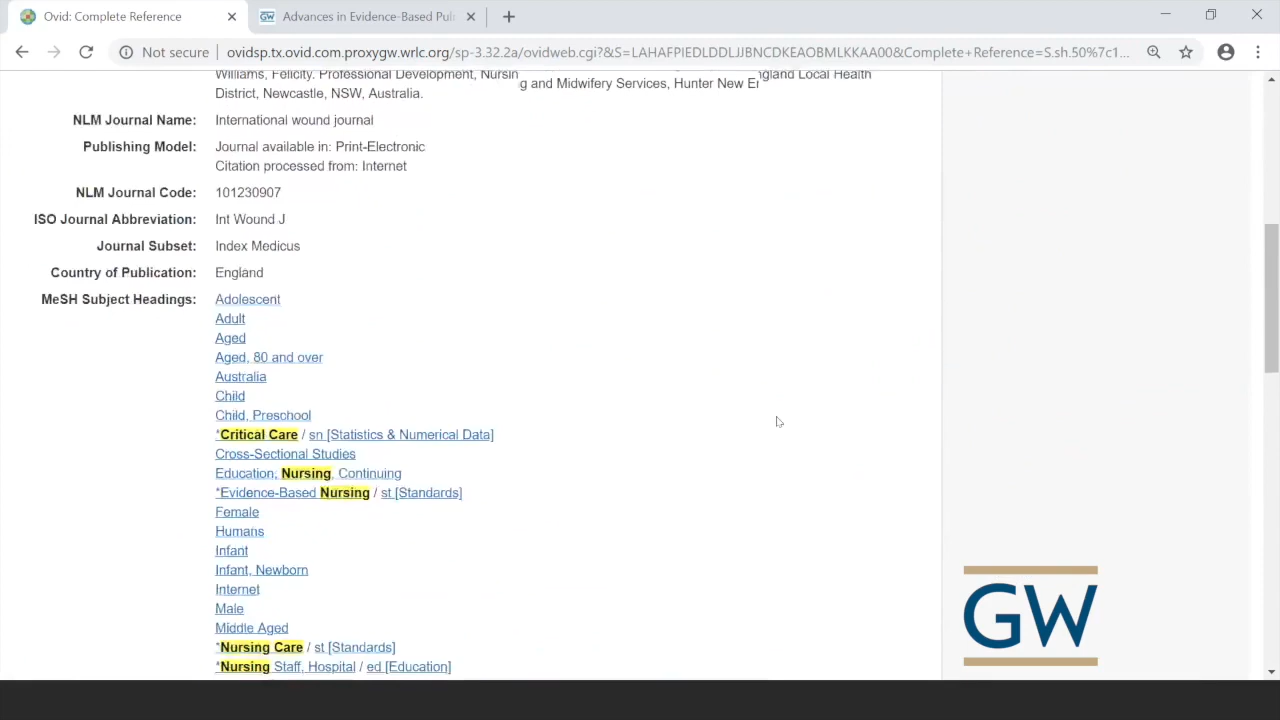 Ovid: Complete Reference
Advances in Evidence-Based Pul
Not secure | ovidsp.tx.ovid.com.proxygw.wrlc.org/sp-3.32.2a/ovidweb.cgi?&S=LAHAFPIEDLDDLJJBNCDKEAOBMLKKAA00&Complete+Reference=S.sh.50%7c1...
Williams, Felicity. Professional Development, Nursin
g and Midwifery Services, Hunter New En
gland Local Health
District, Newcastle, NSW, Australia.
NLM Journal Name: International wound journal
Publishing Model: Journal available in: Print-Electronic
Citation processed from: Internet
NLM Journal Code: 101230907
ISO Journal Abbreviation: Int Wound J
Journal Subset: Index Medicus
Country of Publication: England
MeSH Subject Headings: Adolescent
Adult
Aged
Aged, 80 and over
Australia
Child
Child, Preschool
*Critical Care / sn [Statistics & Numerical Data]
Cross-Sectional Studies
Education, Nursing, Continuing
*Evidence-Based Nursing / st [Standards]
Female
Humans
Infant
Infant, Newborn
Internet
Male
Middle Aged
*Nursing Care / st [Standards]
*Nursing Staff, Hospital / ed [Education]
GW